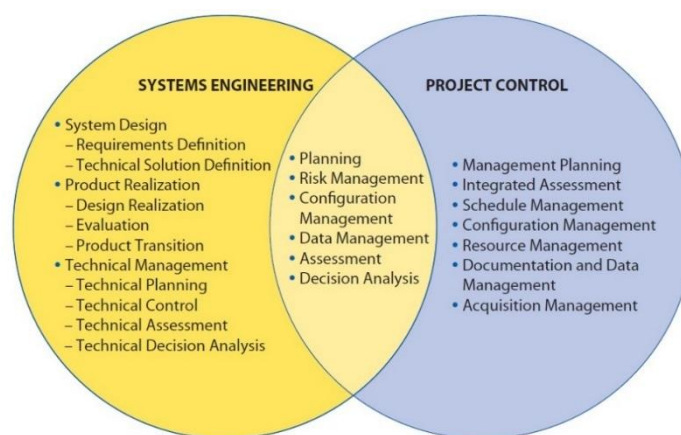 SYSTEMS ENGINEERING
• System Design
– Requirements Definition
– Technical Solution Definition
• Product Realization
– Design Realization
– Evaluation
– Product Transition
• Technical Management
– Technical Planning
– Technical Control
– Technical Assessment
– Technical Decision Analysis
• Planning
• Risk Management
• Configuration
Management
• Data Management
• Assessment
• Decision Analysis
PROJECT CONTROL
• Management Planning
• Integrated Assessment
• Schedule Management
• Configuration Management
• Resource Management
• Documentation and Data
Management
• Acquisition Management